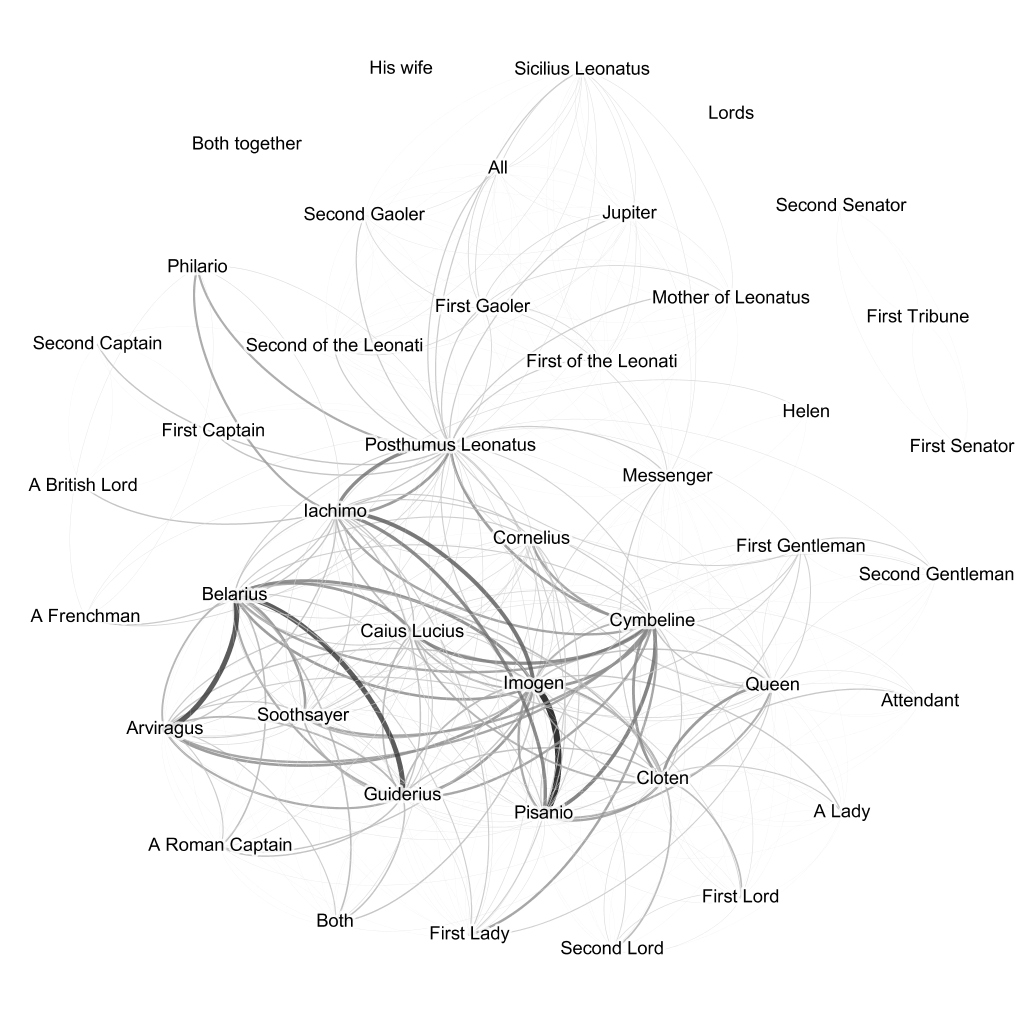 His wife
Sicilius Leonatus
Lords
Both together
All
Second Senator
Second Gaoler
Jupiter
Philario
Mother of Leonatus
First Gaoler
First Tribune
Second Captain
Second of the Leonati
First of the Leonati
Helen
First Captain
Posthumus Leonatus
First Senator
Messenger
A British Lord
Iachimo
Cornelius
First Gentleman
Second Gentleman
Belarius
A Frenchman
Cymbeline
Caius Lucius
Imogen
Queen
Attendant
Soothsayer
Arviragus
Cloten
Guiderius
Pisanio
A Lady
A Roman Captain
First Lord
Both
First Lady
Second Lord